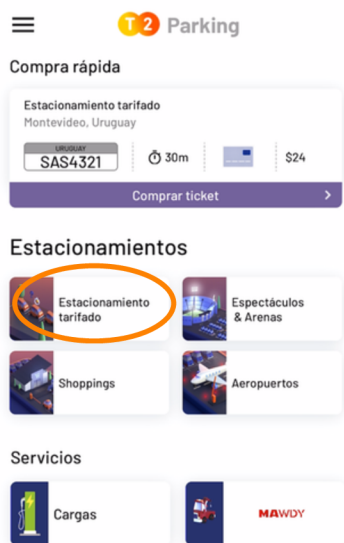 T2 Parking
Compra rápida
Estacionamiento tarifado
Montevideo, Uruguay
URUGUAY
SAS4321
30m
$24
Comprar ticket
Estacionamientos
Estacionamiento
tarifado
Espectáculos
& Arenas
Shoppings
Aeropuertos
Servicios
Cargas
MAWDY